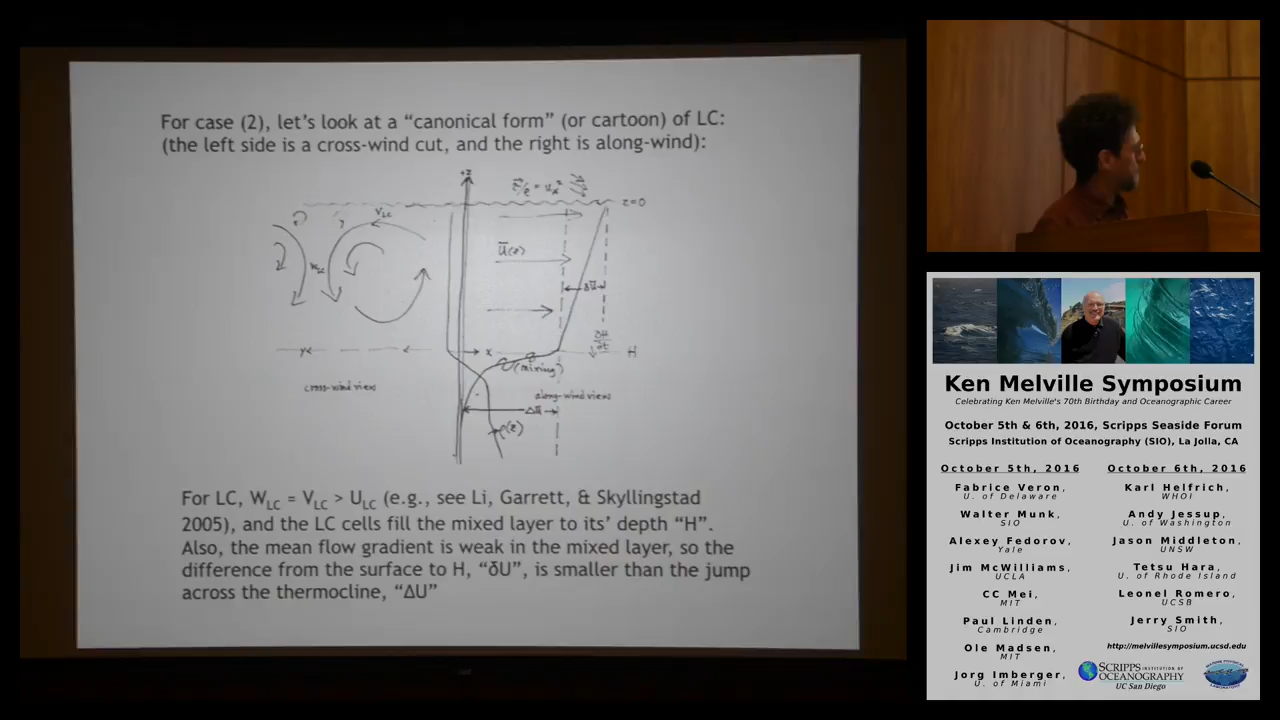 For case (2), let's look at a “canonical form” (or cartoon) of LC:
(the left side is a cross-wind cut, and the right is along-wind):
+z
z=0
V_LC
W_LC
Ū(z)
δū
H
y
x
(mixing)
cross-wind view
along-wind view
Δū
ρ(z)
For LC, W_LC = V_LC > U_LC (e.g., see Li, Garrett, & Skyllingstad
2005), and the LC cells fill the mixed layer to its' depth “H”.
Also, the mean flow gradient is weak in the mixed layer, so the
difference from the surface to H, “δU”, is smaller than the jump
across the thermocline, “ΔU”
Ken Melville Symposium
Celebrating Ken Melville's 70th Birthday and Oceanographic Career
October 5th & 6th, 2016, Scripps Seaside Forum
Scripps Institution of Oceanography (SIO), La Jolla, CA
October 5th, 2016
Fabrice Veron,
U. of Delaware
Walter Munk,
SIO
Alexey Fedorov,
Yale
Jim McWilliams,
UCLA
CC Mei,
MIT
Paul Linden,
Cambridge
Ole Madsen,
MIT
Jorg Imberger,
U. of Miami
October 6th, 2016
Karl Helfrich,
WHOI
Andy Jessup,
U. of Washington
Jason Middleton,
UNSW
Tetsu Hara,
U. of Rhode Island
Leonel Romero,
UCSB
Jerry Smith,
SIO
http://melvillesymposium.ucsd.edu
SCRIPPS INSTITUTION OF
OCEANOGRAPHY
UC San Diego